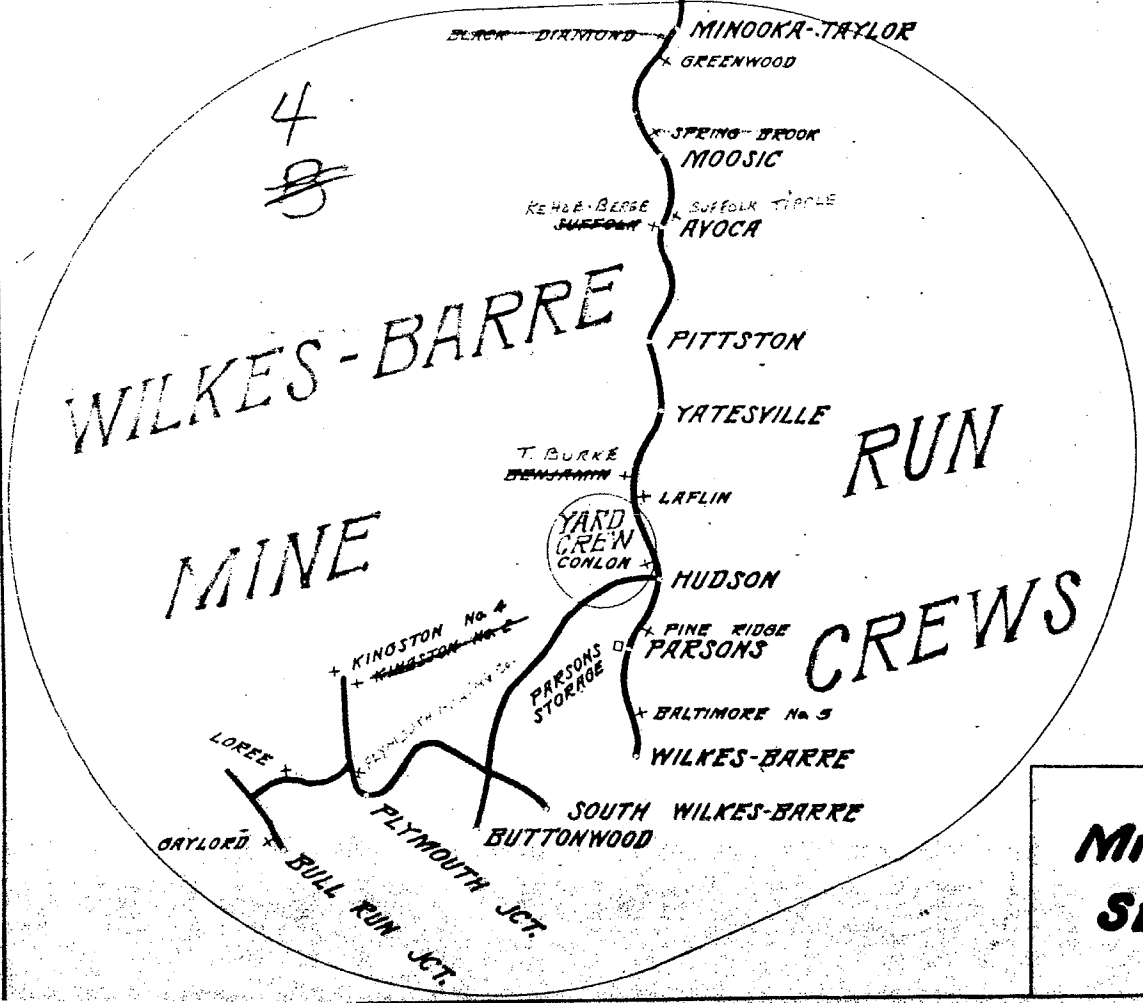 BLACK DIAMOND
MINOOKA-TAYLOR
GREENWOOD
4
B
SPRING BROOK
MOOSIC
KEHLE-BERGE
SUFFOLK TIPPLE
SUFFOLK
AVOCA
WILKES-BARRE
PITTSTON
YATESVILLE
RUN
T. BURKE
BENJAMIN
LAFLIN
YARD
CREW
CONLON
MINE
HUDSON
CREWS
KINGSTON No. 4
KINGSTON No. 2
PINE RIDGE
PARSONS
PARSONS
STORAGE
PLYMOUTH
BALTIMORE No. 5
LOREE
WILKES-BARRE
SOUTH WILKES-BARRE
PLYMOUTH JCT.
BUTTONWOOD
GAYLORD
BULL RUN JCT.